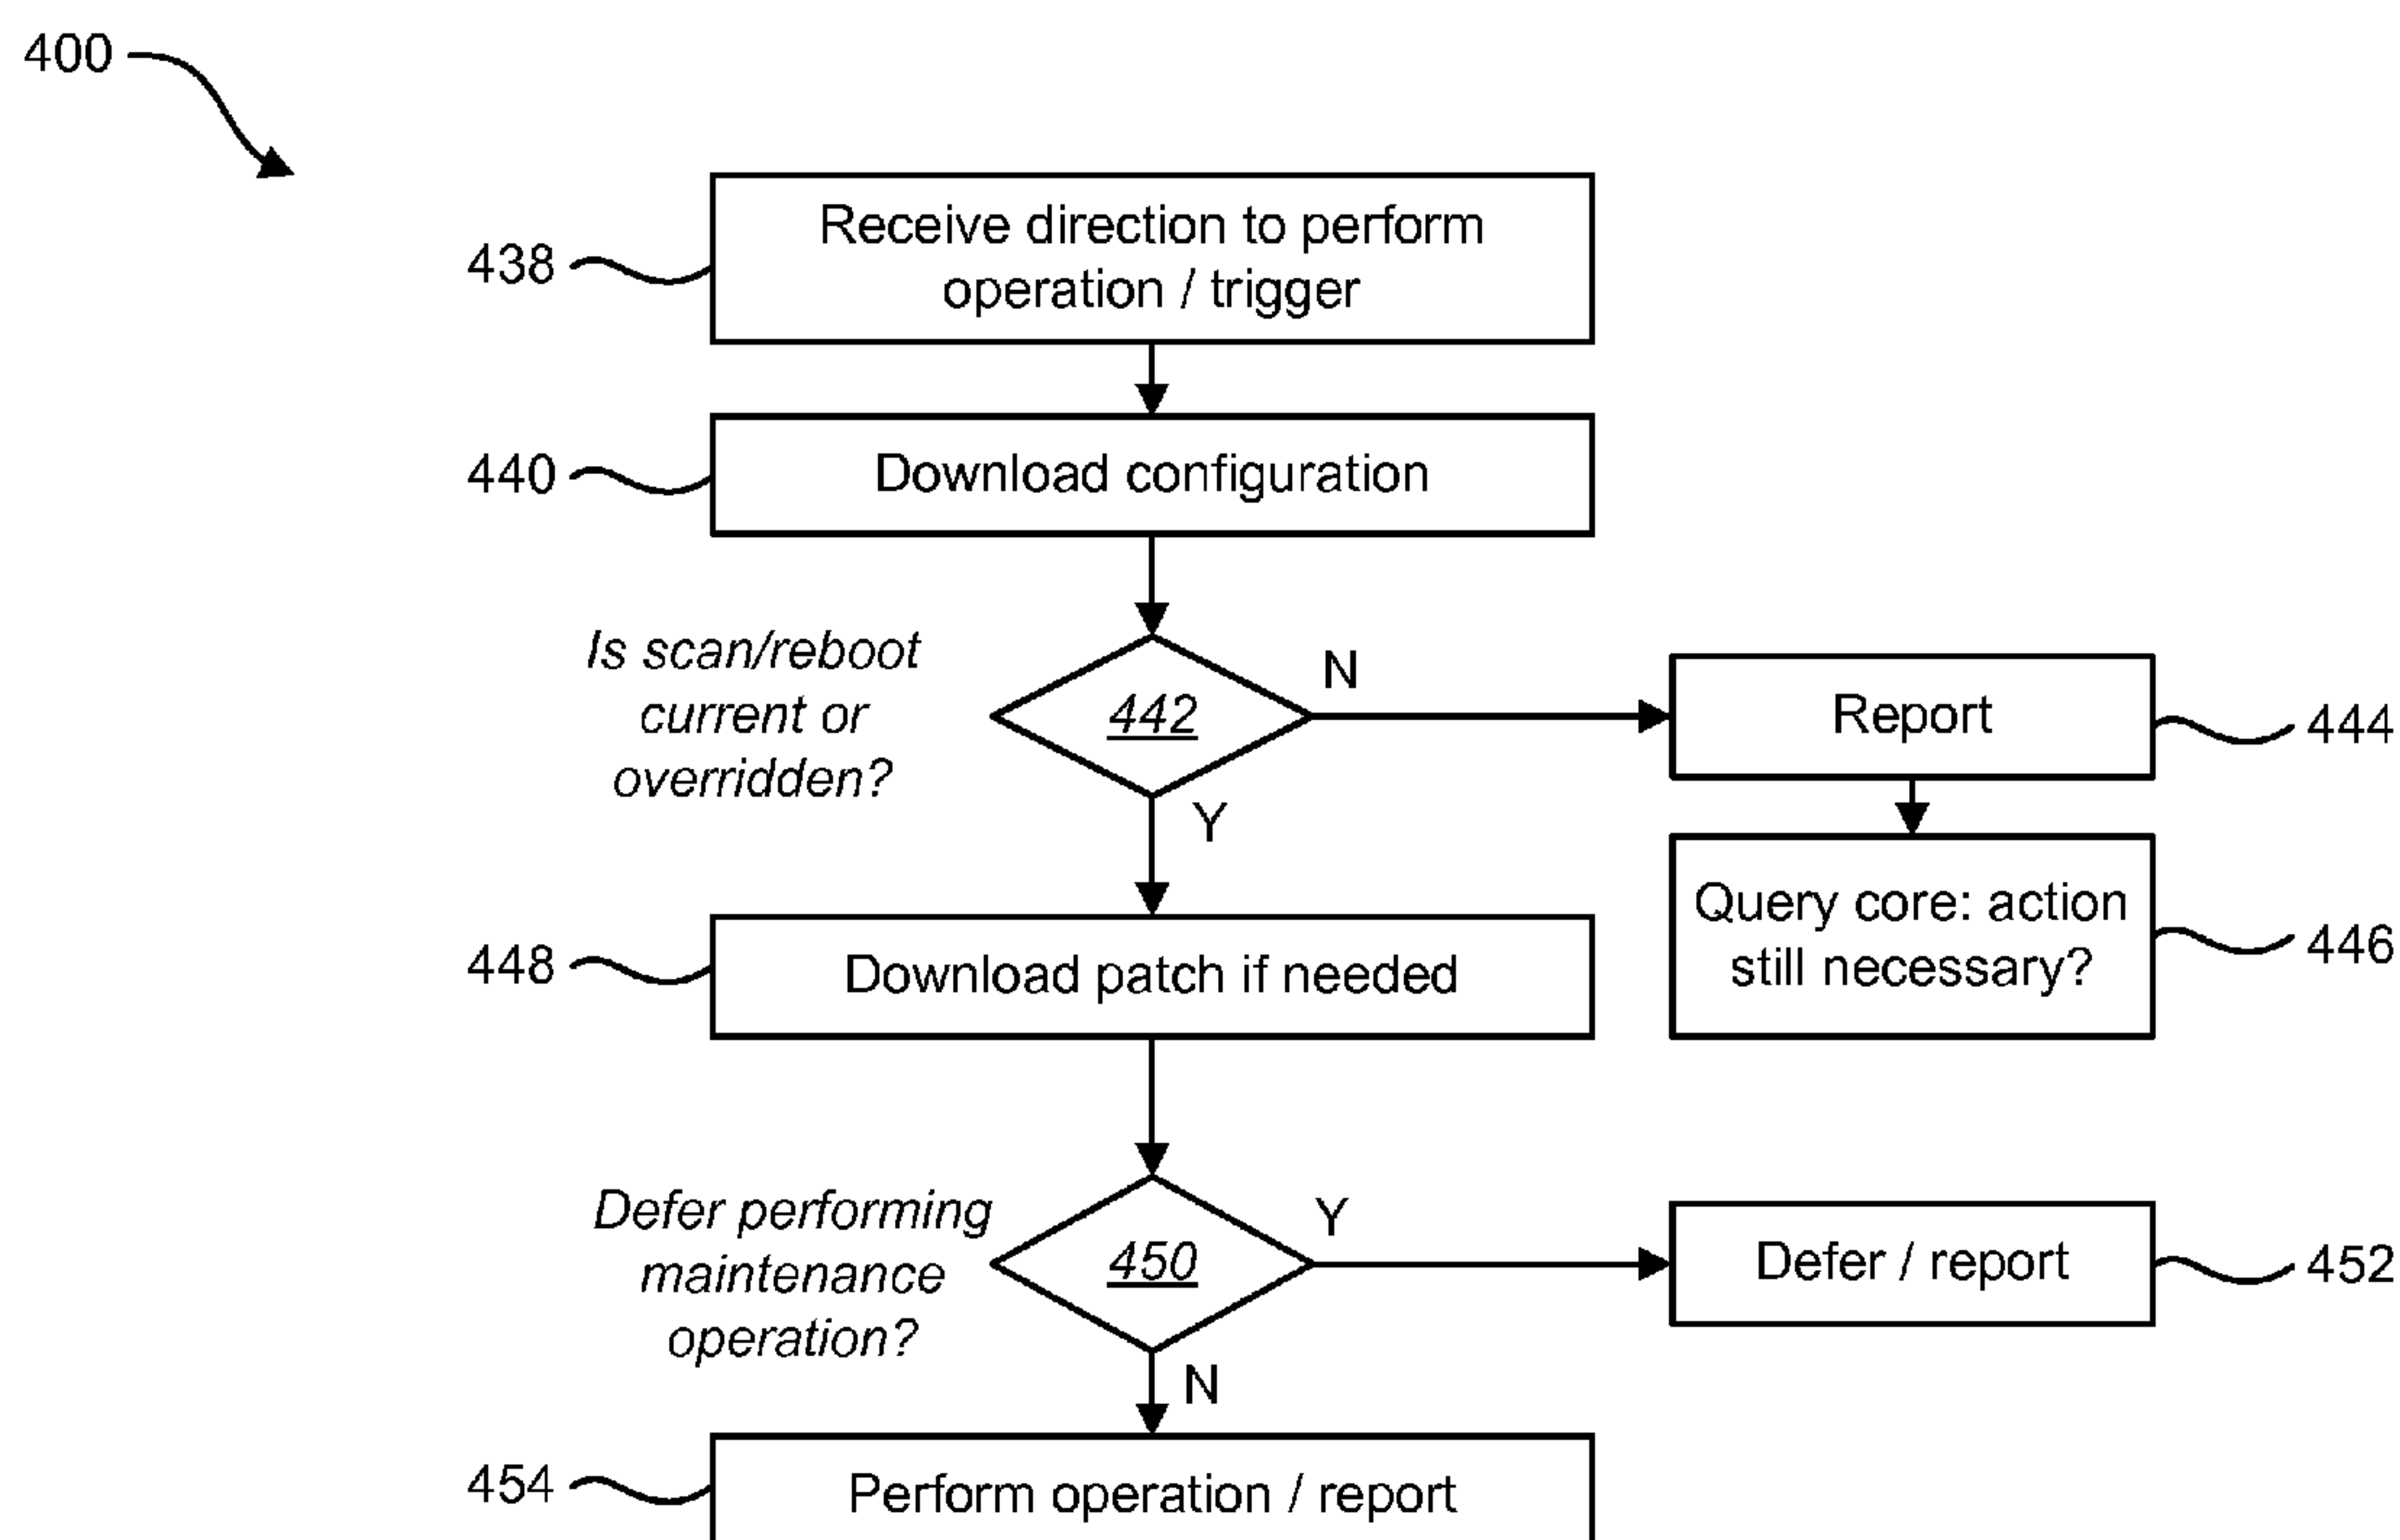 400
438
Receive direction to perform
operation / trigger
440
Download configuration
Is scan/reboot
current or
overridden?
442
N
Y
Report
444
Query core: action
still necessary?
446
448
Download patch if needed
Defer performing
maintenance
operation?
450
Y
N
Defer / report
452
454
Perform operation / report